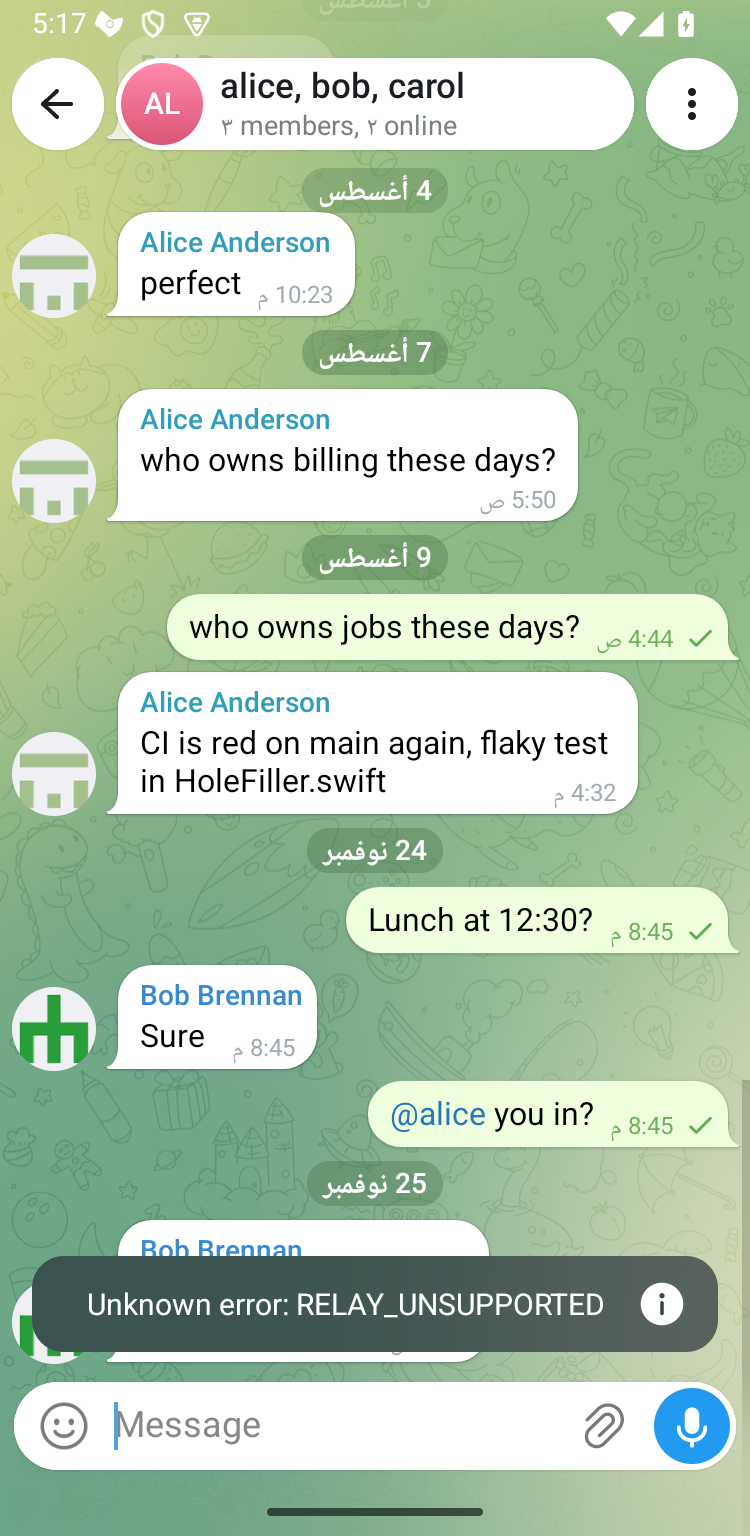 5:17
alice, bob, carol
AL
٣ members, ٢ online
4 أغسطس
Alice Anderson
perfect
10:23 م
7 أغسطس
Alice Anderson
who owns billing these days?
5:50 ص
9 أغسطس
who owns jobs these days?
4:44 ص
Alice Anderson
CI is red on main again, flaky test
in HoleFiller.swift
4:32 م
24 نوفمبر
Lunch at 12:30?
8:45 م
Bob Brennan
Sure
8:45 م
@alice you in?
8:45 م
25 نوفمبر
Bob Brennan
Unknown error: RELAY_UNSUPPORTED
Message